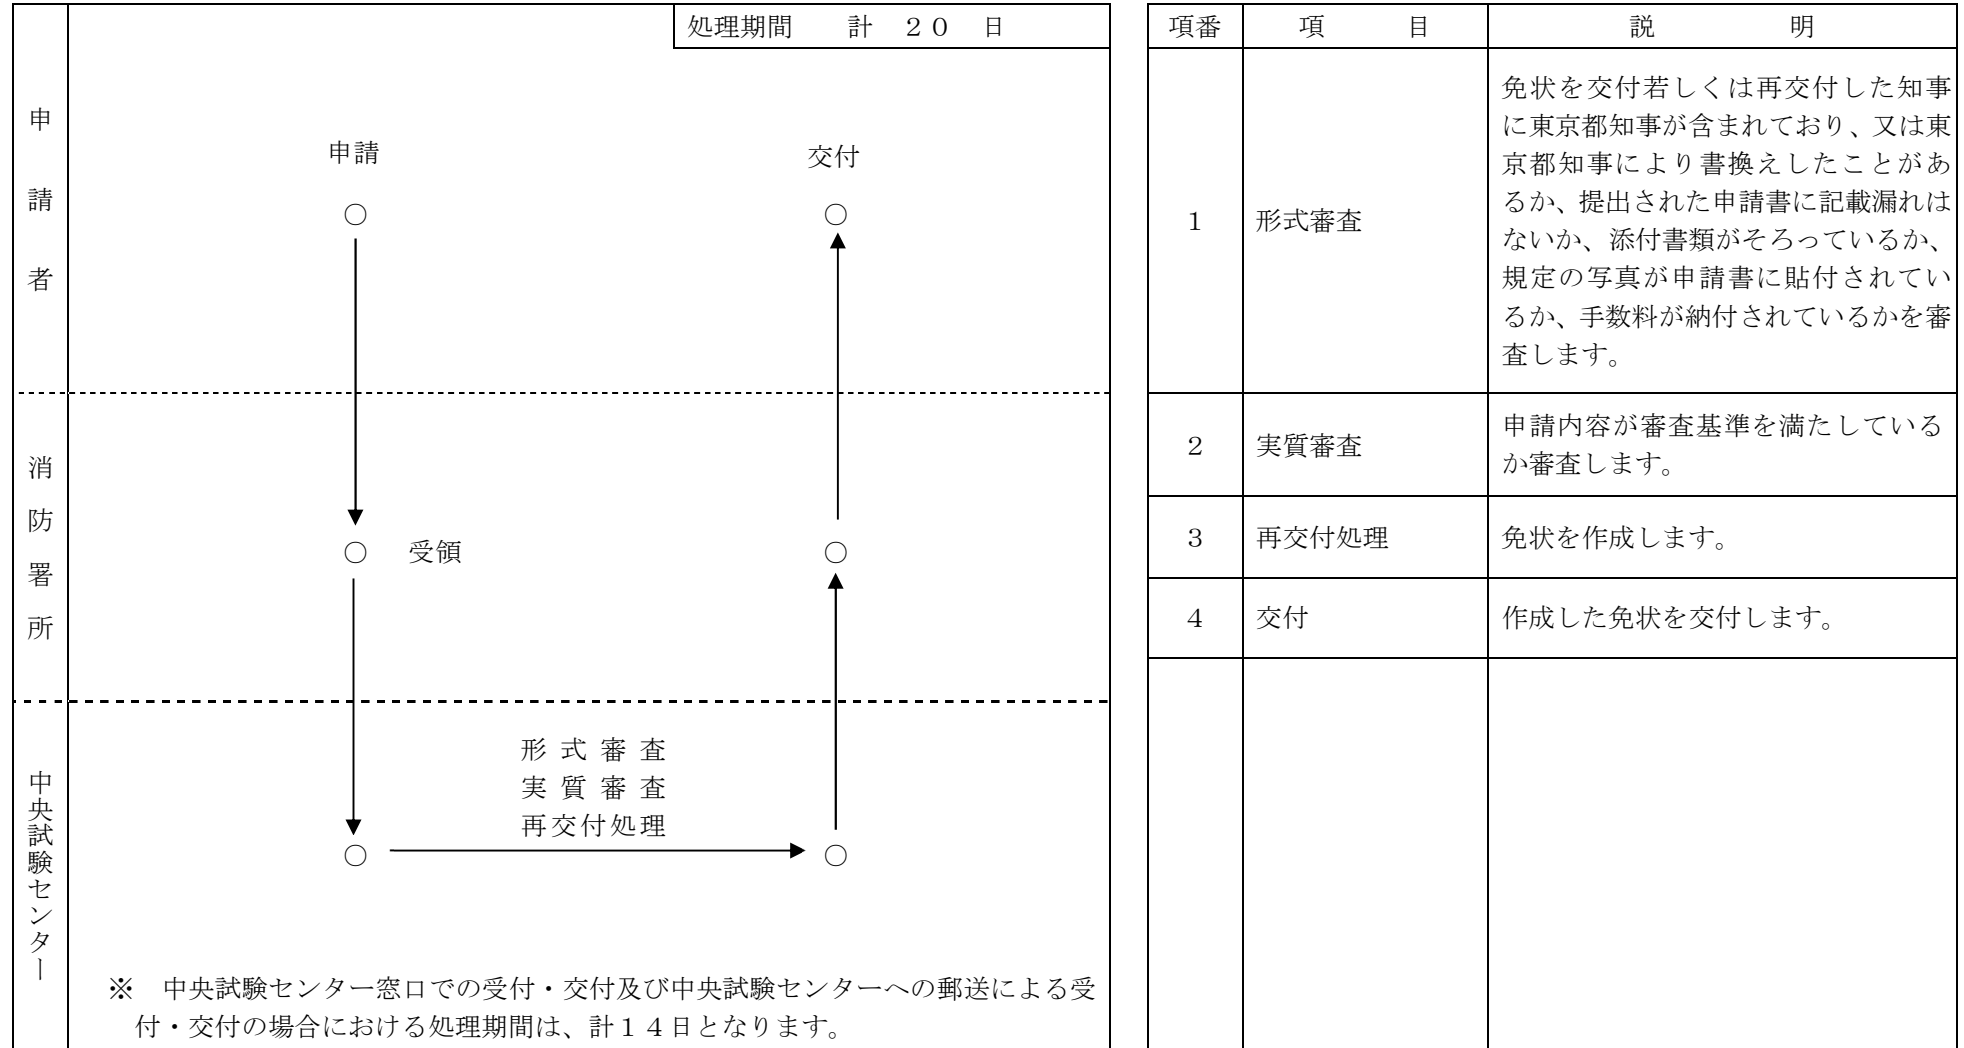 処理期間 計 ２０ 日
申請者
申請
交付
消防署所
受領
中央試験センター
形式審査
実質審査
再交付処理
※ 中央試験センター窓口での受付・交付及び中央試験センターへの郵送による受
付・交付の場合における処理期間は、計１４日となります。
項番 項 目 説 明
１ 形式審査
免状を交付若しくは再交付した知事
に東京都知事が含まれており、又は東
京都知事により書換えしたことがあ
るか、提出された申請書に記載漏れは
ないか、添付書類がそろっているか、
規定の写真が申請書に貼付されてい
るか、手数料が納付されているかを審
査します。
２ 実質審査
申請内容が審査基準を満たしている
か審査します。
３ 再交付処理 免状を作成します。
４ 交付 作成した免状を交付します。